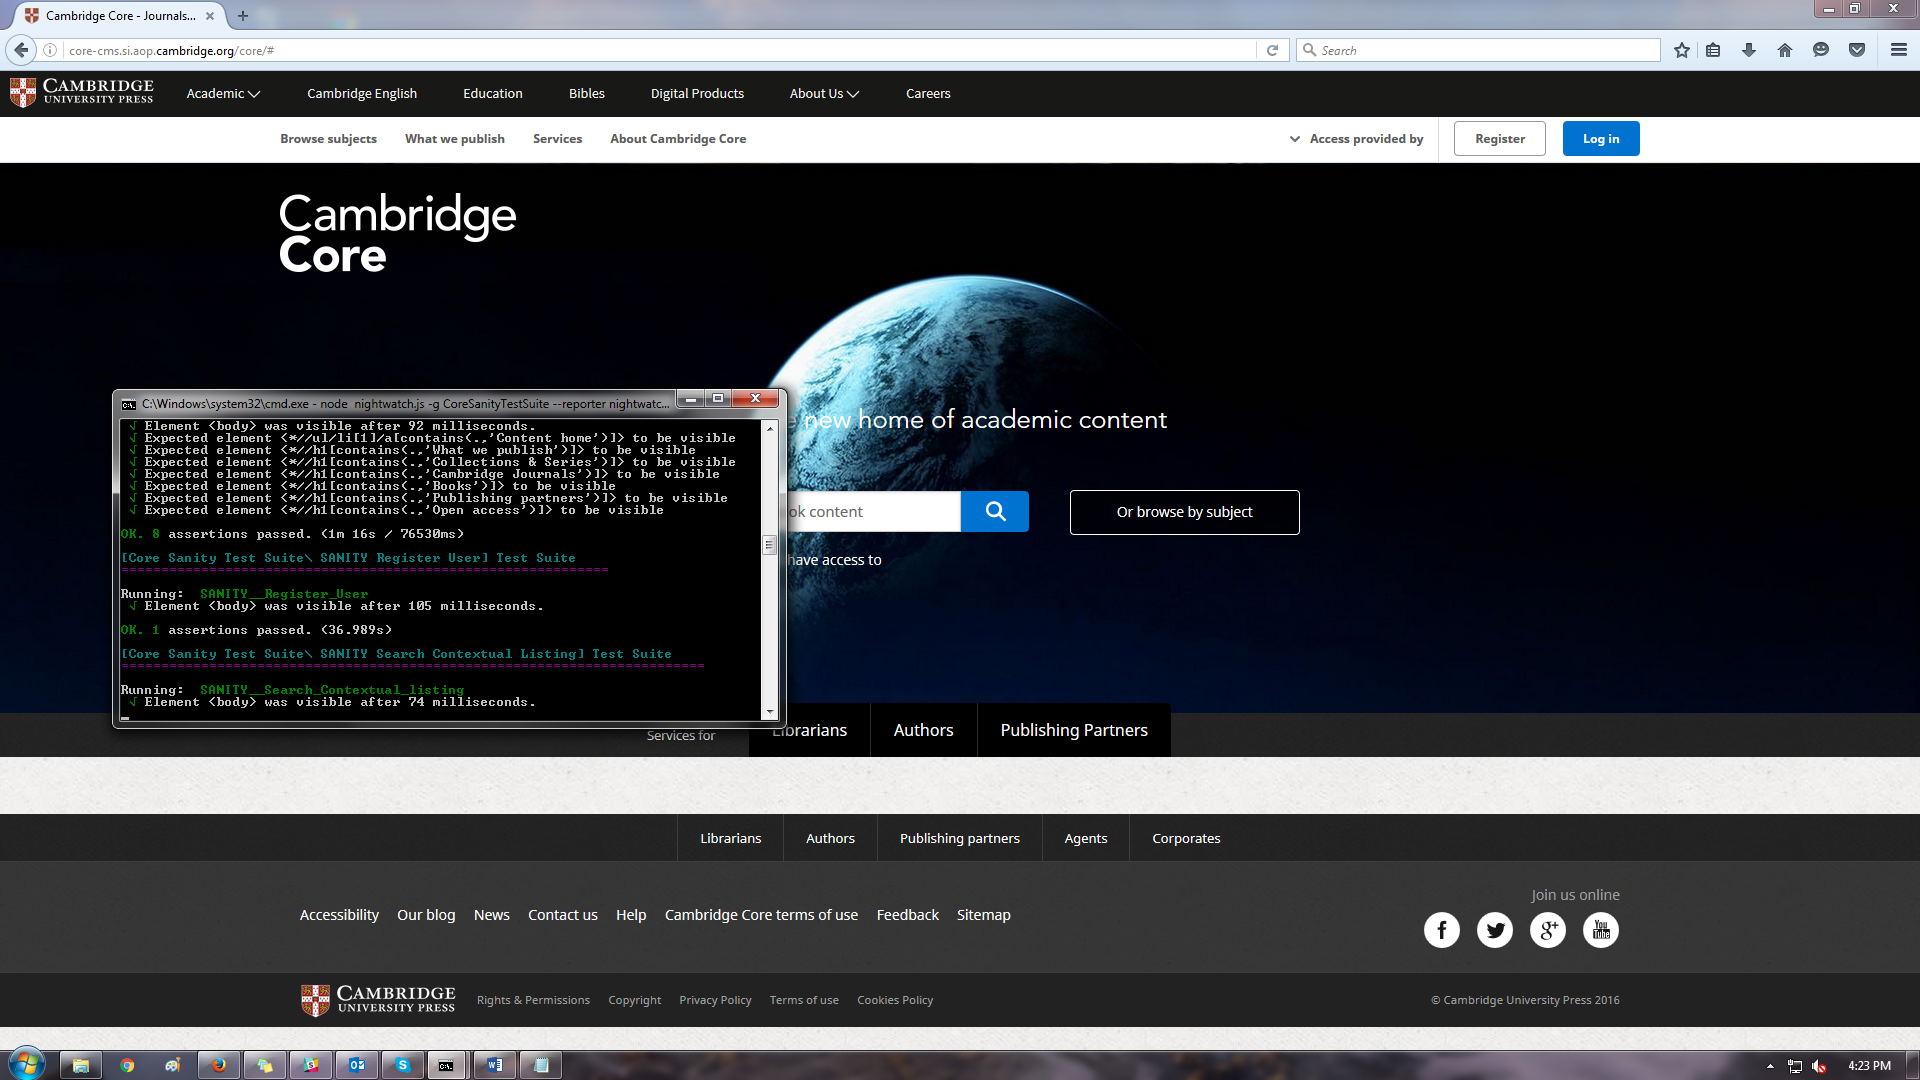 Cambridge Core - Journals...
core-cms.si.aop.cambridge.org/core/#
Search
CAMBRIDGE
UNIVERSITY PRESS
Academic
Cambridge English
Education
Bibles
Digital Products
About Us
Careers
Browse subjects
What we publish
Services
About Cambridge Core
Access provided by
Register
Log in
Cambridge
Core
new home of academic content
ok content
Or browse by subject
have access to
C:\Windows\system32\cmd.exe - node  nightwatch.js -g CoreSanityTestSuite --reporter nightwatc...
√ Element <body> was visible after 92 milliseconds.
√ Expected element <*//ul/li[1]/a[contains(.,'Content home')]> to be visible
√ Expected element <*//h1[contains(.,'What we publish')]> to be visible
√ Expected element <*//h1[contains(.,'Collections & Series')]> to be visible
√ Expected element <*//h1[contains(.,'Cambridge Journals')]> to be visible
√ Expected element <*//h1[contains(.,'Books')]> to be visible
√ Expected element <*//h1[contains(.,'Publishing partners')]> to be visible
√ Expected element <*//h1[contains(.,'Open access')]> to be visible
OK. 8 assertions passed. (1m 16s / 76530ms)
[Core Sanity Test Suite\ SANITY Register User] Test Suite
=============================================================
Running:  SANITY__Register_User
√ Element <body> was visible after 105 milliseconds.
OK. 1 assertions passed. (36.989s)
[Core Sanity Test Suite\ SANITY Search Contextual Listing] Test Suite
=========================================================================
Running:  SANITY__Search_Contextual_listing
√ Element <body> was visible after 74 milliseconds.
Services for
Librarians
Authors
Publishing Partners
Librarians
Authors
Publishing partners
Agents
Corporates
Join us online
Accessibility
Our blog
News
Contact us
Help
Cambridge Core terms of use
Feedback
Sitemap
CAMBRIDGE
UNIVERSITY PRESS
Rights & Permissions
Copyright
Privacy Policy
Terms of use
Cookies Policy
© Cambridge University Press 2016
4:23 PM